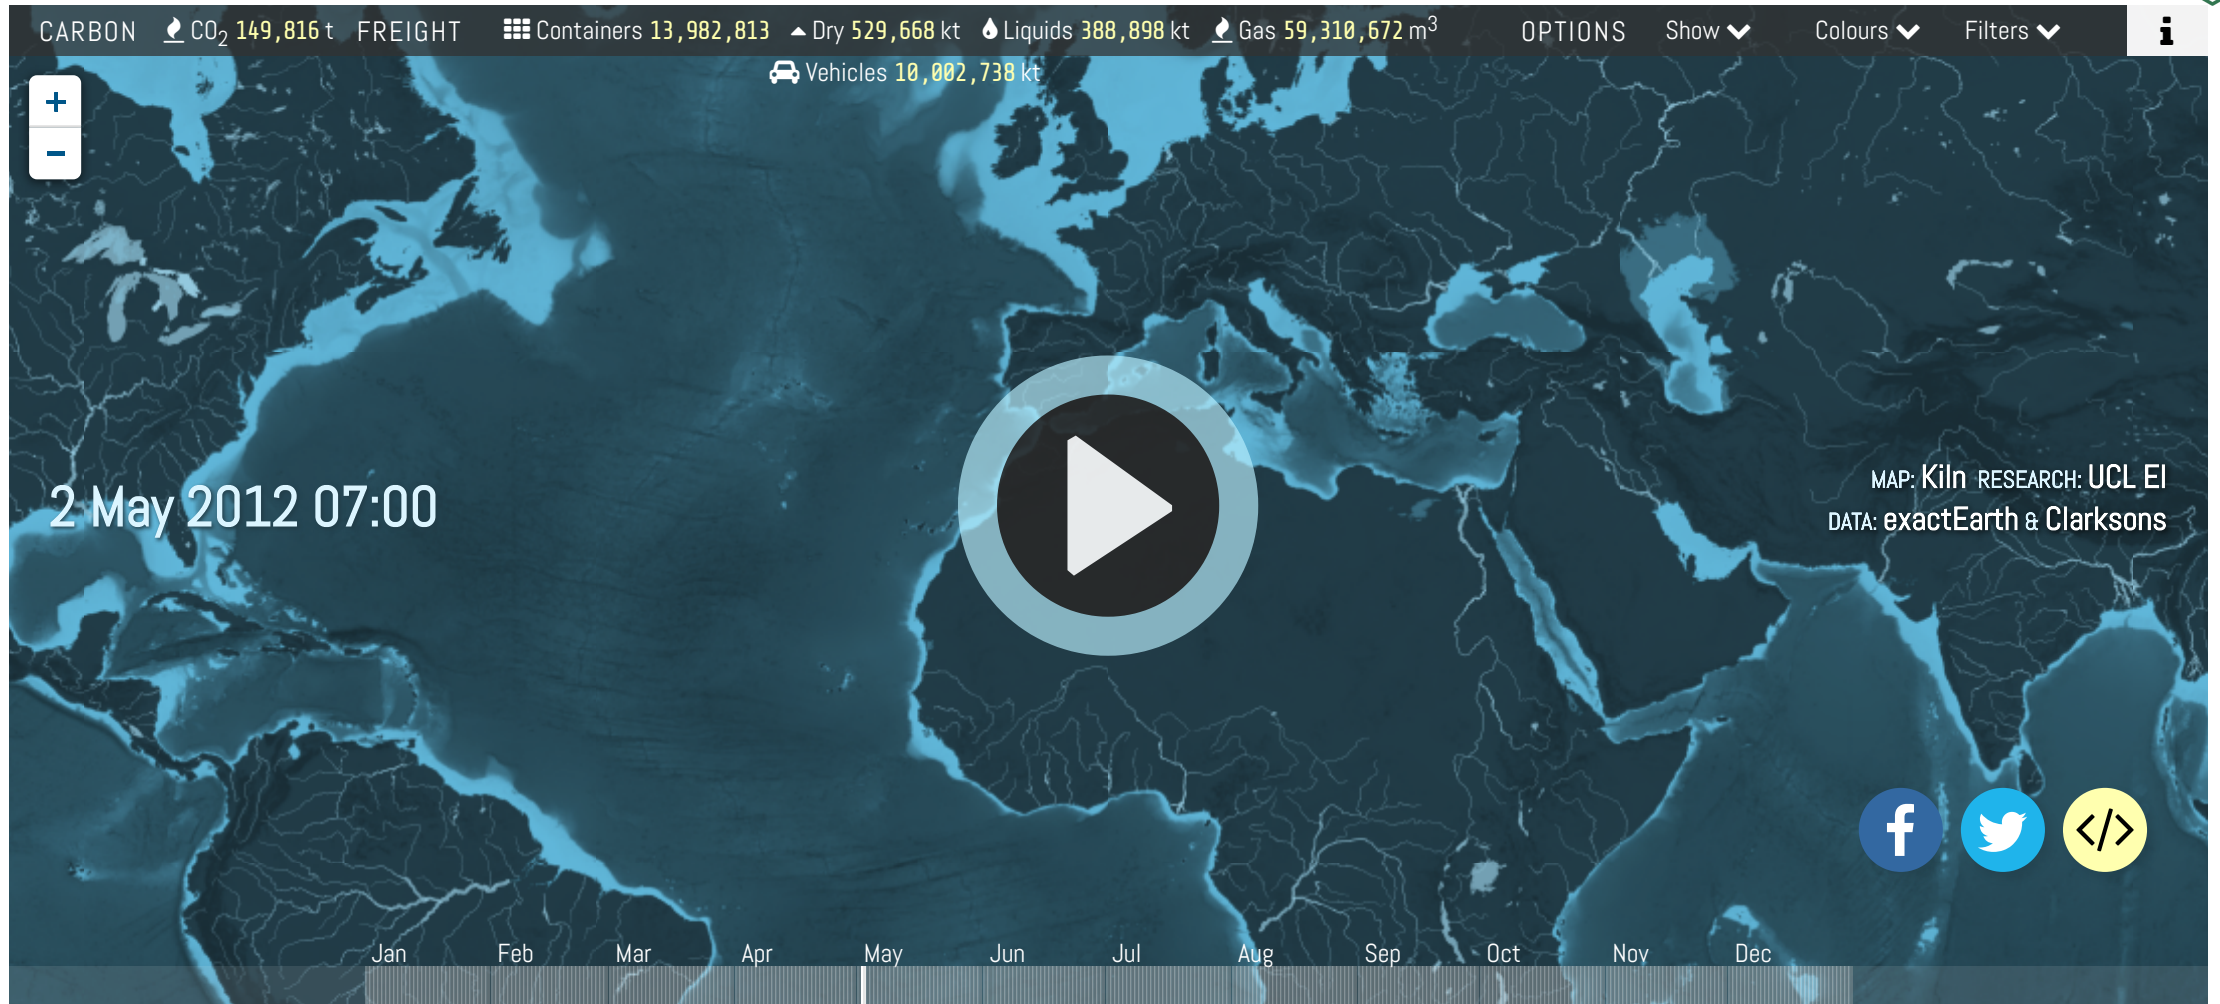 CARBON CO2 149,816 t FREIGHT Containers 13,982,813 Dry 529,668 kt Liquids 388,898 kt Gas 59,310,672 m3 OPTIONS Show Colours Filters i
Vehicles 10,002,738 kt
+
−
2 May 2012 07:00
MAP: Kiln RESEARCH: UCL EI
DATA: exactEarth & Clarksons
f </>
Jan Feb Mar Apr May Jun Jul Aug Sep Oct Nov Dec